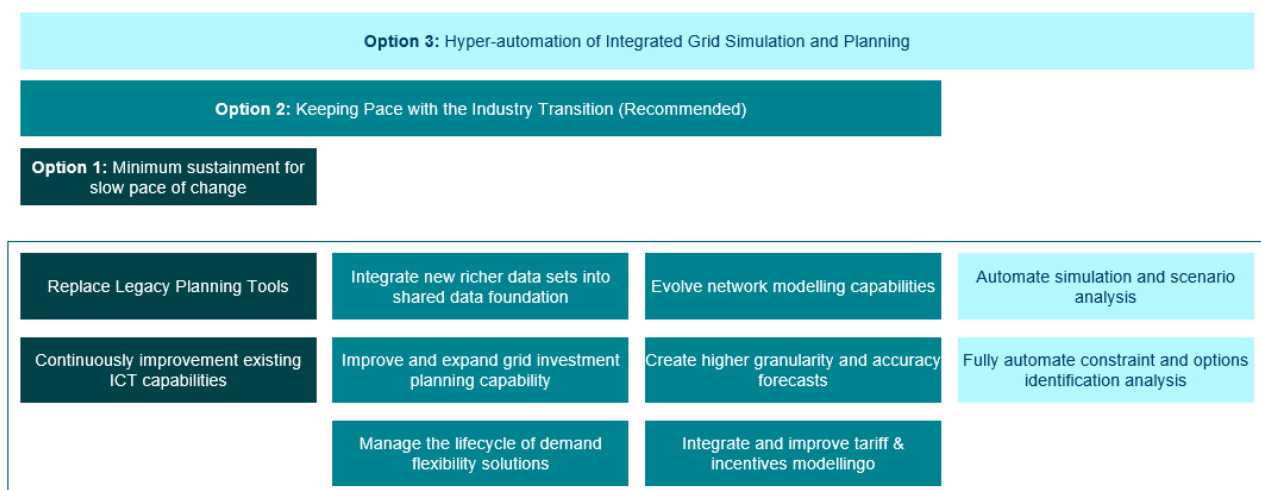 Option 3: Hyper-automation of Integrated Grid Simulation and Planning
Option 2: Keeping Pace with the Industry Transition (Recommended)
Option 1: Minimum sustainment for
slow pace of change
Replace Legacy Planning Tools
Integrate new richer data sets into
shared data foundation
Evolve network modelling capabilities
Automate simulation and scenario
analysis
Continuously improvement existing
ICT capabilities
Improve and expand grid investment
planning capability
Create higher granularity and accuracy
forecasts
Fully automate constraint and options
identification analysis
Manage the lifecycle of demand
flexibility solutions
Integrate and improve tariff &
incentives modellingo